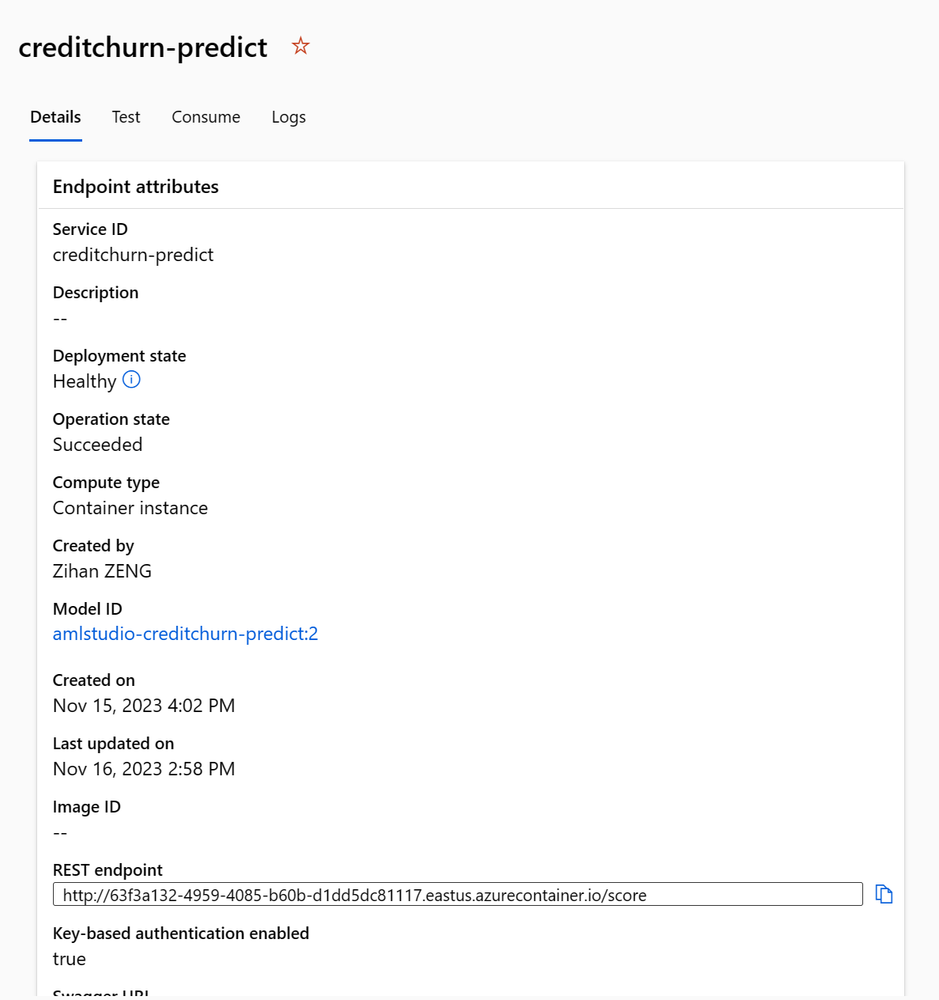 creditchurn-predict
Details Test Consume Logs
Endpoint attributes
Service ID
creditchurn-predict
Description
--
Deployment state
Healthy
Operation state
Succeeded
Compute type
Container instance
Created by
Zihan ZENG
Model ID
amlstudio-creditchurn-predict:2
Created on
Nov 15, 2023 4:02 PM
Last updated on
Nov 16, 2023 2:58 PM
Image ID
--
REST endpoint
http://63f3a132-4959-4085-b60b-d1dd5dc81117.eastus.azurecontainer.io/score
Key-based authentication enabled
true
Swagger URI